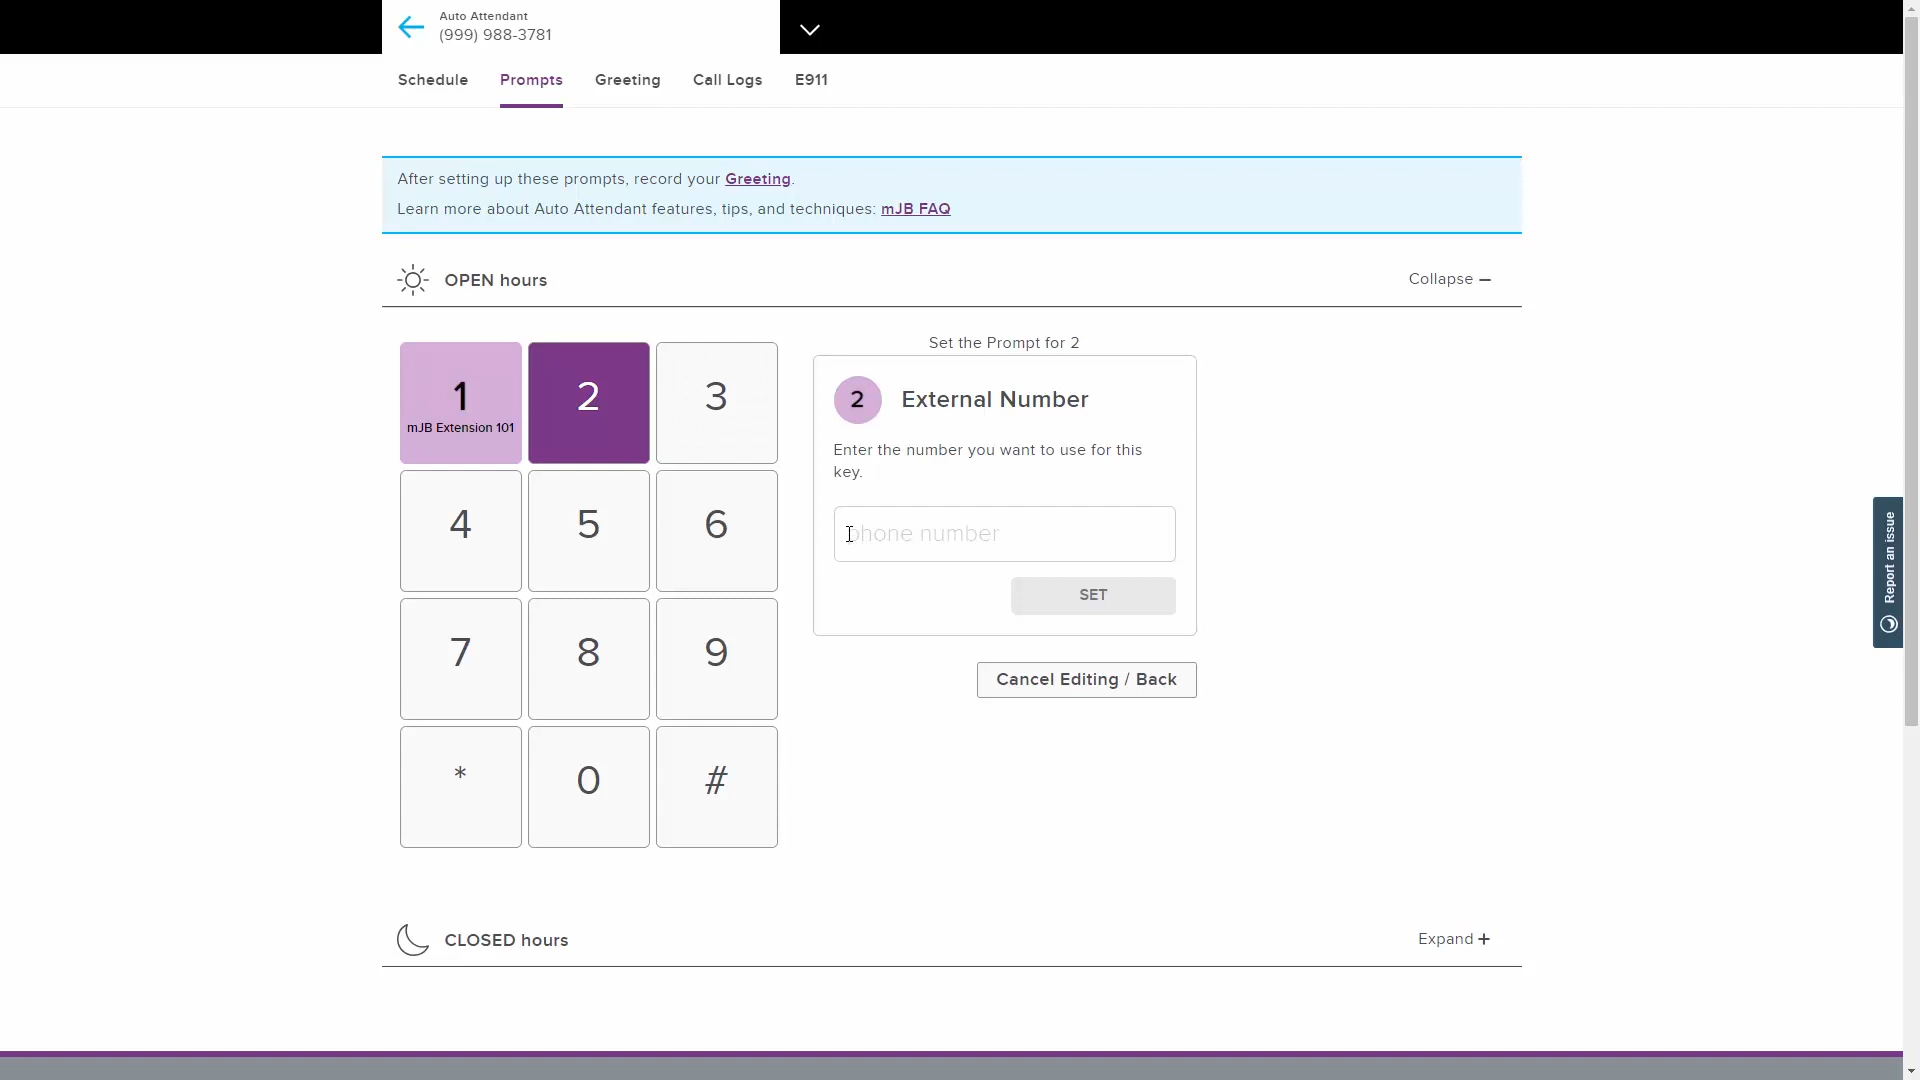 Auto Attendant
(999) 988-3781
Schedule Prompts Greeting Call Logs E911
After setting up these prompts, record your Greeting.
Learn more about Auto Attendant features, tips, and techniques: mJB FAQ
OPEN hours
Collapse –
1
mJB Extension 101
2
3
4
5
6
7
8
9
*
0
#
Set the Prompt for 2
2 External Number
Enter the number you want to use for this
key.
phone number
SET
Cancel Editing / Back
CLOSED hours
Expand +
Report an issue